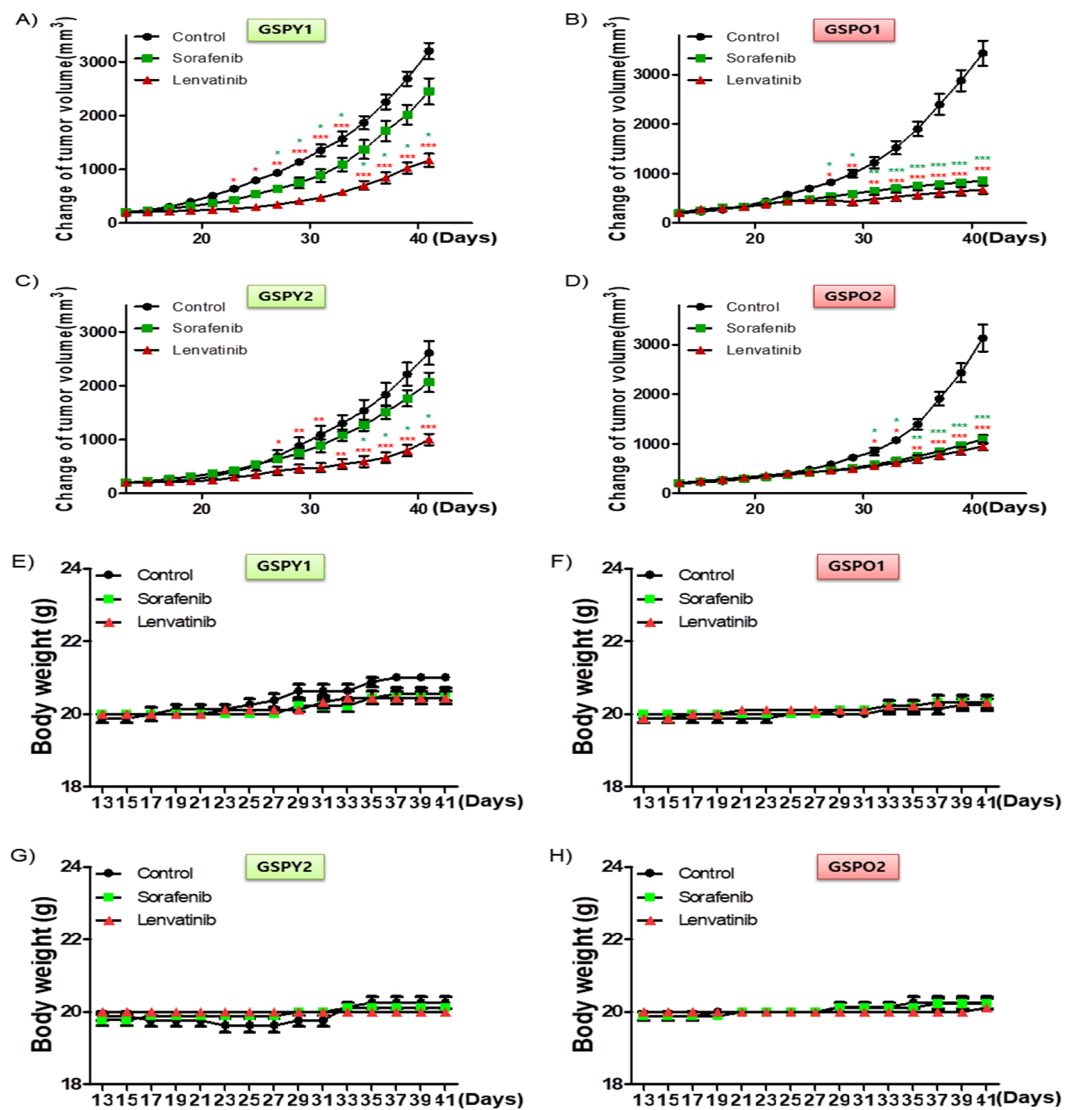 A) GSPY1
Change of tumor volume(mm³)
Control
Sorafenib
Lenvatinib
3000
2000
1000
0
* * * * * * * * *
* * ** *** *** *** *** *** *** ***
20 30 40 (Days)
B) GSPO1
Change of tumor volume(mm³)
Control
Sorafenib
Lenvatinib
3000
2000
1000
0
* ** ** *** *** *** *** ***
* ** ** *** *** *** *** ***
20 30 40 (Days)
C) GSPY2
Change of tumor volume(mm³)
Control
Sorafenib
Lenvatinib
3000
2000
1000
0
* ** ** ** *** *** *** ***
* * * *
20 30 40 (Days)
D) GSPO2
Change of tumor volume(mm³)
Control
Sorafenib
Lenvatinib
3000
2000
1000
0
* * ** *** *** ***
* * ** *** *** ***
20 30 40 (Days)
E) GSPY1
Body weight (g)
Control
Sorafenib
Lenvatinib
24
22
20
18
13 15 17 19 21 23 25 27 29 31 33 35 37 39 41 (Days)
F) GSPO1
Body weight (g)
Control
Sorafenib
Lenvatinib
24
22
20
18
13 15 17 19 21 23 25 27 29 31 33 35 37 39 41 (Days)
G) GSPY2
Body weight (g)
Control
Sorafenib
Lenvatinib
24
22
20
18
13 15 17 19 21 23 25 27 29 31 33 35 37 39 41 (Days)
H) GSPO2
Body weight (g)
Control
Sorafenib
Lenvatinib
24
22
20
18
13 15 17 19 21 23 25 27 29 31 33 35 37 39 41 (Days)